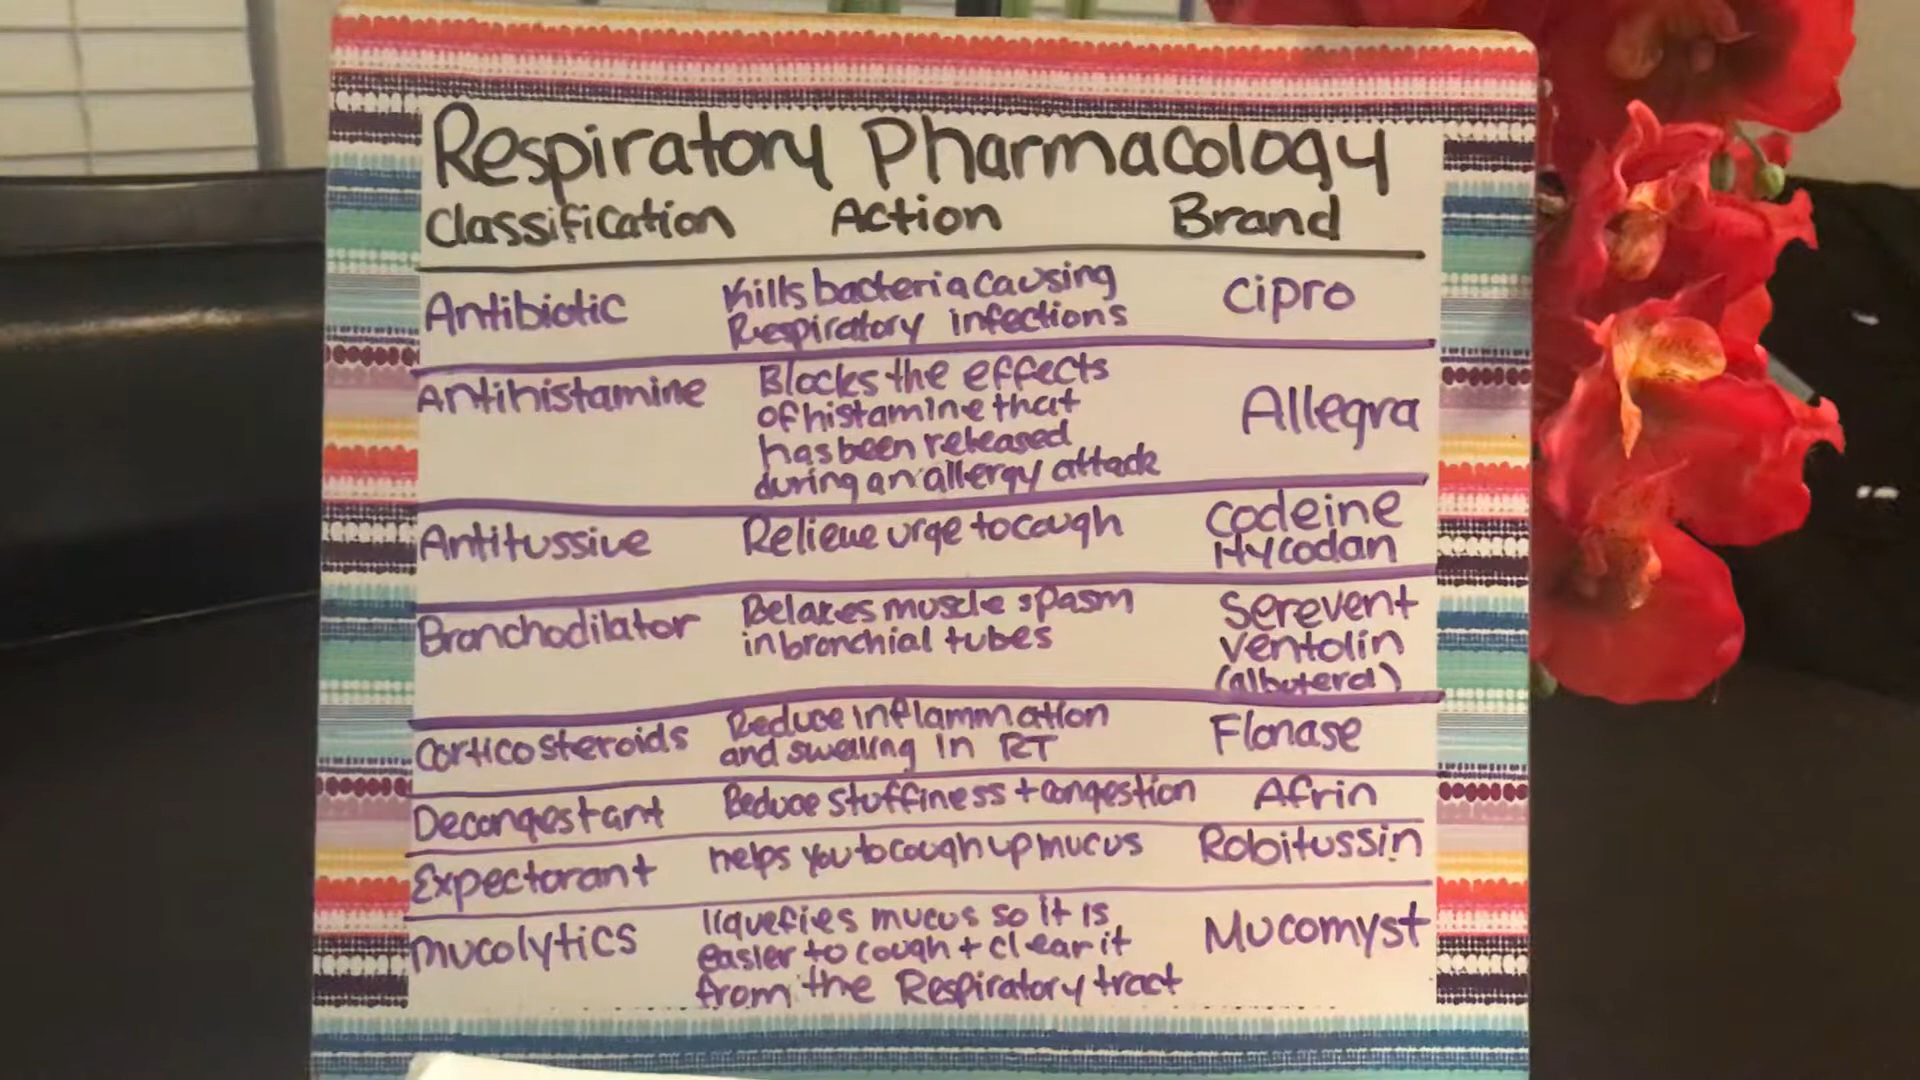 Respiratory Pharmacology
Classification Action Brand
Antibiotic Kills bacteria causing Respiratory infections Cipro
Antihistamine Blocks the effects of histamine that has been released during an allergy attack Allegra
Antitussive Relieve urge to cough Codeine Hycodan
Bronchodilator Relaxes muscle spasm in bronchial tubes Serevent Ventolin (albuterol)
Corticosteroids Reduce inflammation and swelling in RT Flonase
Decongestant Reduce stuffiness + congestion Afrin
Expectorant helps you to cough up mucus Robitussin
Mucolytics liquefies mucus so it is easier to cough + clear it from the Respiratory tract Mucomyst